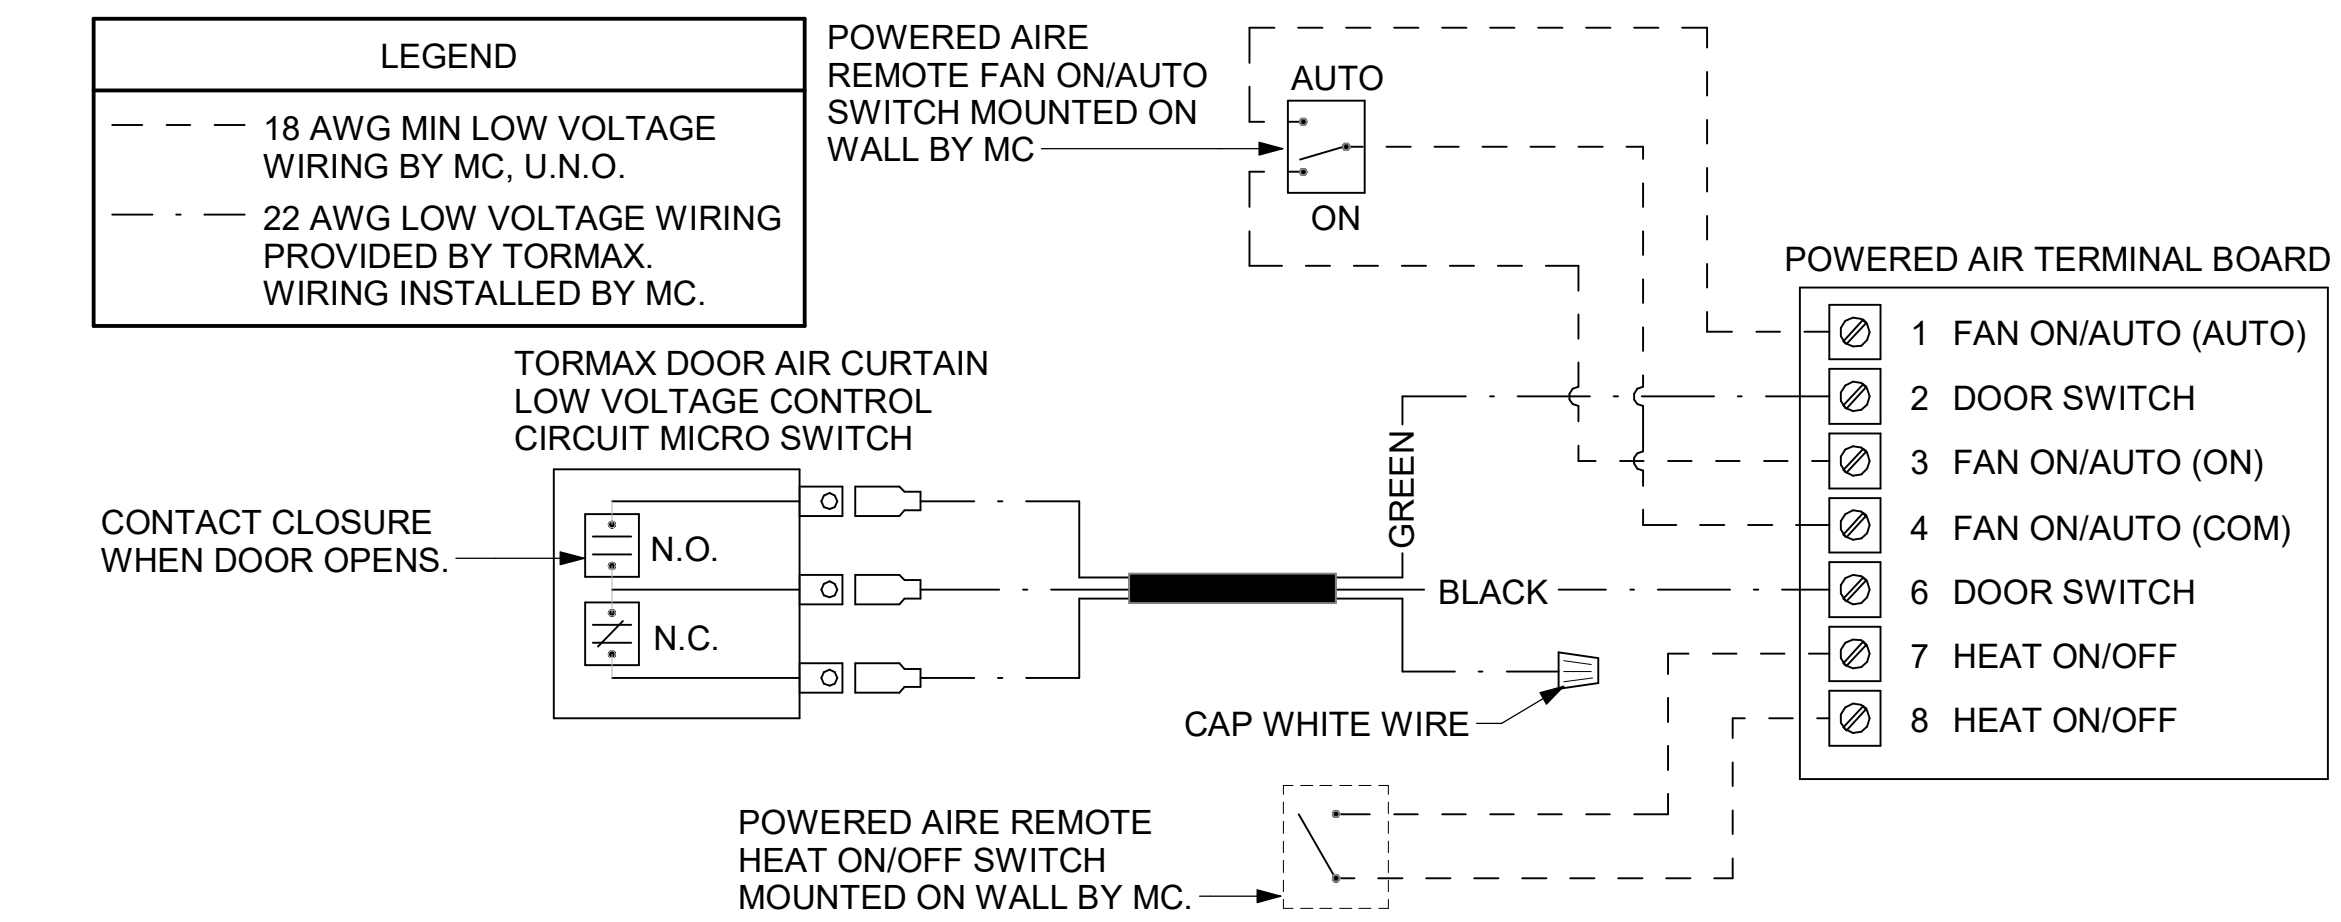 LEGEND
18 AWG MIN LOW VOLTAGE
WIRING BY MC, U.N.O.
22 AWG LOW VOLTAGE WIRING
PROVIDED BY TORMAX.
WIRING INSTALLED BY MC.
POWERED AIRE
REMOTE FAN ON/AUTO
SWITCH MOUNTED ON
WALL BY MC
AUTO
ON
POWERED AIR TERMINAL BOARD
1 FAN ON/AUTO (AUTO)
2 DOOR SWITCH
3 FAN ON/AUTO (ON)
4 FAN ON/AUTO (COM)
6 DOOR SWITCH
7 HEAT ON/OFF
8 HEAT ON/OFF
TORMAX DOOR AIR CURTAIN
LOW VOLTAGE CONTROL
CIRCUIT MICRO SWITCH
CONTACT CLOSURE
WHEN DOOR OPENS.
N.O.
N.C.
GREEN
BLACK
CAP WHITE WIRE
POWERED AIRE REMOTE
HEAT ON/OFF SWITCH
MOUNTED ON WALL BY MC.